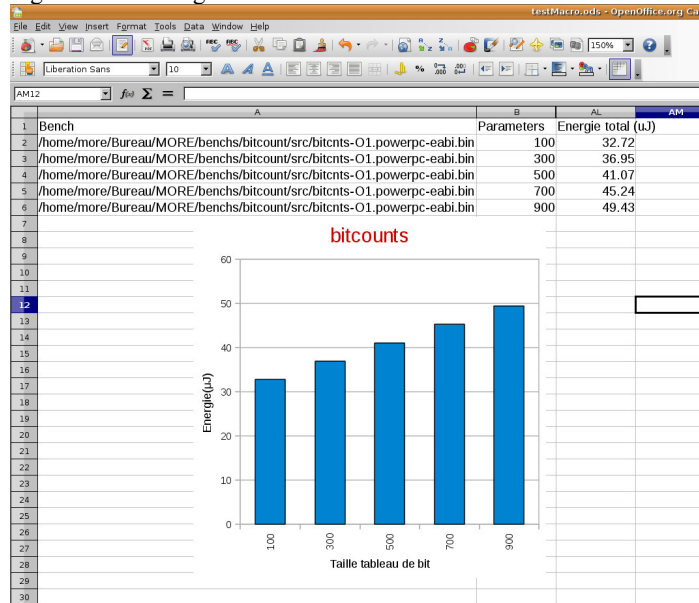 testMacro.ods - OpenOffice.org Ca
File Edit View Insert Format Tools Data Window Help
150%
Liberation Sans 10
AM12 f(x) Σ =
A B AL AM
1 Bench Parameters Energie total (uJ)
2 /home/more/Bureau/MORE/benchs/bitcount/src/bitcnts-O1.powerpc-eabi.bin 100 32.72
3 /home/more/Bureau/MORE/benchs/bitcount/src/bitcnts-O1.powerpc-eabi.bin 300 36.95
4 /home/more/Bureau/MORE/benchs/bitcount/src/bitcnts-O1.powerpc-eabi.bin 500 41.07
5 /home/more/Bureau/MORE/benchs/bitcount/src/bitcnts-O1.powerpc-eabi.bin 700 45.24
6 /home/more/Bureau/MORE/benchs/bitcount/src/bitcnts-O1.powerpc-eabi.bin 900 49.43
7
8 bitcounts
9
10
11
12
13
14
15
16
17
18
19
20
21
22
23
24
25
26
27
28
29
30
60
50
40
30
20
10
0
Energie(µJ)
100 300 500 700 900
Taille tableau de bit